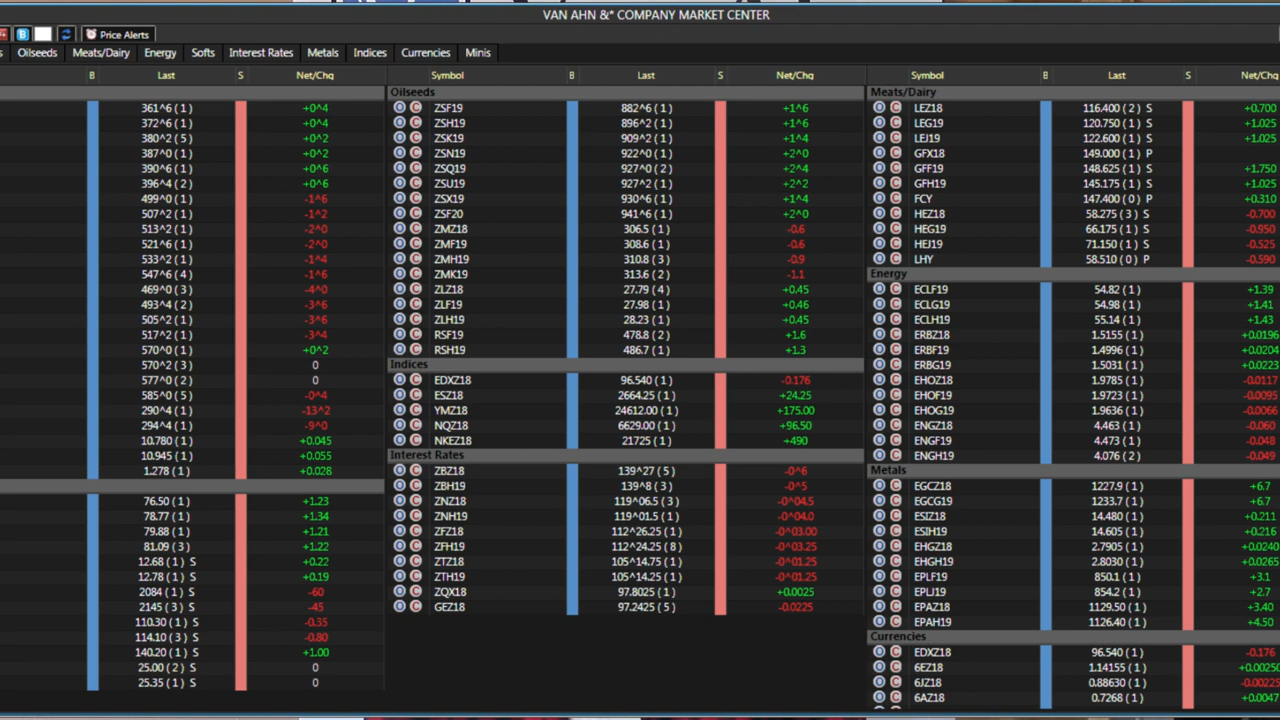 VAN AHN &* COMPANY MARKET CENTER
B Price Alerts
s Oilseeds Meats/Dairy Energy Softs Interest Rates Metals Indices Currencies Minis
B Last S Net/Chq
361^6 (1) +0^4
372^6 (1) +0^4
380^2 (5) +0^2
387^0 (1) +0^2
390^6 (1) +0^6
396^4 (2) +0^6
499^0 (1) -1^6
507^2 (1) -1^2
513^2 (1) -2^0
521^6 (1) -2^0
533^2 (1) -1^4
547^6 (4) -1^6
469^0 (3) -4^0
493^4 (2) -3^6
505^2 (1) -3^6
517^2 (1) -3^4
570^0 (1) +0^2
570^2 (3) 0
577^0 (2) 0
585^0 (5) -0^4
290^4 (1) -13^2
294^4 (1) -9^0
10.780 (1) +0.045
10.945 (1) +0.055
1.278 (1) +0.028
76.50 (1) +1.23
78.77 (1) +1.34
79.88 (1) +1.21
81.09 (3) +1.22
12.68 (1) S +0.22
12.78 (1) S +0.19
2084 (1) S -60
2145 (3) S -45
110.30 (1) S -0.35
114.10 (3) S -0.80
140.20 (1) S +1.00
25.00 (2) S 0
25.35 (1) S 0
Symbol B Last S Net/Chq
Oilseeds
O C ZSF19 882^6 (1) +1^6
O C ZSH19 896^2 (1) +1^6
O C ZSK19 909^2 (1) +1^4
O C ZSN19 922^0 (1) +2^0
O C ZSQ19 927^0 (2) +2^4
O C ZSU19 927^2 (1) +2^2
O C ZSX19 930^6 (1) +1^4
O C ZSF20 941^6 (1) +2^0
O C ZMZ18 306.5 (1) -0.6
O C ZMF19 308.6 (1) -0.6
O C ZMH19 310.8 (3) -0.9
O C ZMK19 313.6 (2) -1.1
O C ZLZ18 27.79 (4) +0.45
O C ZLF19 27.98 (1) +0.46
O C ZLH19 28.23 (1) +0.45
O C RSF19 478.8 (2) +1.6
O C RSH19 486.7 (1) +1.3
Indices
O C EDXZ18 96.540 (1) -0.176
O C ESZ18 2664.25 (1) +24.25
O C YMZ18 24612.00 (1) +175.00
O C NQZ18 6629.00 (1) +96.50
O C NKEZ18 21725 (1) +490
Interest Rates
O C ZBZ18 139^27 (5) -0^6
O C ZBH19 139^8 (3) -0^5
O C ZNZ18 119^06.5 (3) -0^04.5
O C ZNH19 119^01.5 (1) -0^04.0
O C ZFZ18 112^26.25 (1) -0^03.00
O C ZFH19 112^24.25 (8) -0^03.25
O C ZTZ18 105^14.75 (1) -0^01.25
O C ZTH19 105^14.25 (1) -0^01.25
O C ZQX18 97.8025 (1) +0.0025
O C GEZ18 97.2425 (5) -0.0225
Symbol B Last S Net/Chq
Meats/Dairy
O C LEZ18 116.400 (2) S +0.700
O C LEG19 120.750 (1) S +1.025
O C LEJ19 122.600 (1) S +1.025
O C GFX18 149.000 (1) P
O C GFF19 148.625 (1) S +1.750
O C GFH19 145.175 (1) S +1.025
O C FCY 147.400 (0) P +0.310
O C HEZ18 58.275 (3) S -0.700
O C HEG19 66.175 (1) S -0.950
O C HEJ19 71.150 (1) S -0.525
O C LHY 58.510 (0) P -0.590
Energy
O C ECLF19 54.82 (1) +1.39
O C ECLG19 54.98 (1) +1.41
O C ECLH19 55.14 (1) +1.43
O C ERBZ18 1.5155 (1) +0.0196
O C ERBF19 1.4996 (1) +0.0204
O C ERBG19 1.5031 (1) +0.0223
O C EHOZ18 1.9785 (1) -0.0117
O C EHOF19 1.9723 (1) -0.0095
O C EHOG19 1.9636 (1) -0.0066
O C ENGZ18 4.463 (1) -0.060
O C ENGF19 4.473 (1) -0.048
O C ENGH19 4.076 (2) -0.049
Metals
O C EGCZ18 1227.9 (1) +6.7
O C EGCG19 1233.7 (1) +6.7
O C ESIZ18 14.480 (1) +0.211
O C ESIH19 14.605 (1) +0.216
O C EHGZ18 2.7905 (1) +0.0240
O C EHGH19 2.8030 (1) +0.0265
O C EPLF19 850.1 (1) +3.1
O C EPLJ19 854.2 (1) +2.7
O C EPAZ18 1129.50 (1) +3.40
O C EPAH19 1126.40 (1) +4.50
Currencies
O C EDXZ18 96.540 (1) -0.176
O C 6EZ18 1.14155 (1) +0.00250
O C 6JZ18 0.88630 (1) -0.00225
O C 6AZ18 0.7268 (1) +0.0047